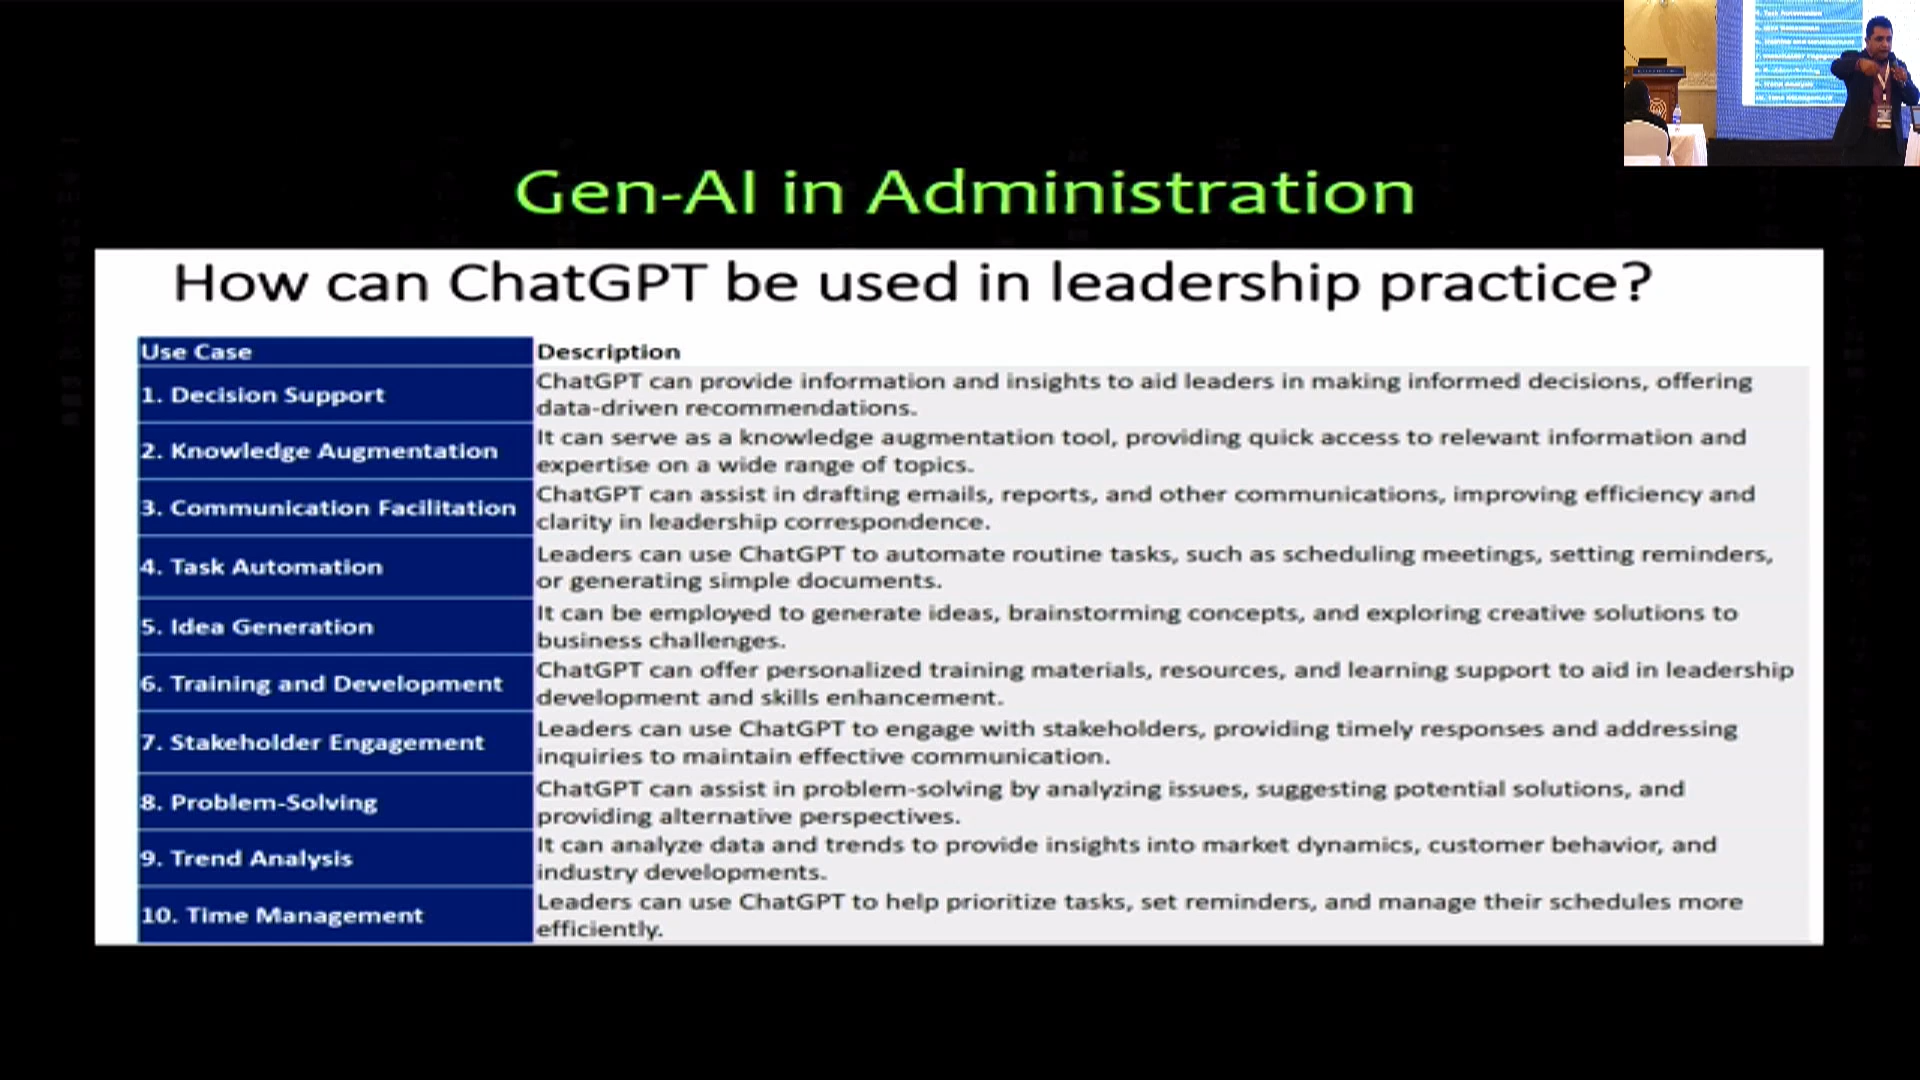 Gen-AI in Administration
How can ChatGPT be used in leadership practice?
Use Case
Description
1. Decision Support
ChatGPT can provide information and insights to aid leaders in making informed decisions, offering
data-driven recommendations.
2. Knowledge Augmentation
It can serve as a knowledge augmentation tool, providing quick access to relevant information and
expertise on a wide range of topics.
3. Communication Facilitation
ChatGPT can assist in drafting emails, reports, and other communications, improving efficiency and
clarity in leadership correspondence.
4. Task Automation
Leaders can use ChatGPT to automate routine tasks, such as scheduling meetings, setting reminders,
or generating simple documents.
5. Idea Generation
It can be employed to generate ideas, brainstorming concepts, and exploring creative solutions to
business challenges.
6. Training and Development
ChatGPT can offer personalized training materials, resources, and learning support to aid in leadership
development and skills enhancement.
7. Stakeholder Engagement
Leaders can use ChatGPT to engage with stakeholders, providing timely responses and addressing
inquiries to maintain effective communication.
8. Problem-Solving
ChatGPT can assist in problem-solving by analyzing issues, suggesting potential solutions, and
providing alternative perspectives.
9. Trend Analysis
It can analyze data and trends to provide insights into market dynamics, customer behavior, and
industry developments.
10. Time Management
Leaders can use ChatGPT to help prioritize tasks, set reminders, and manage their schedules more
efficiently.